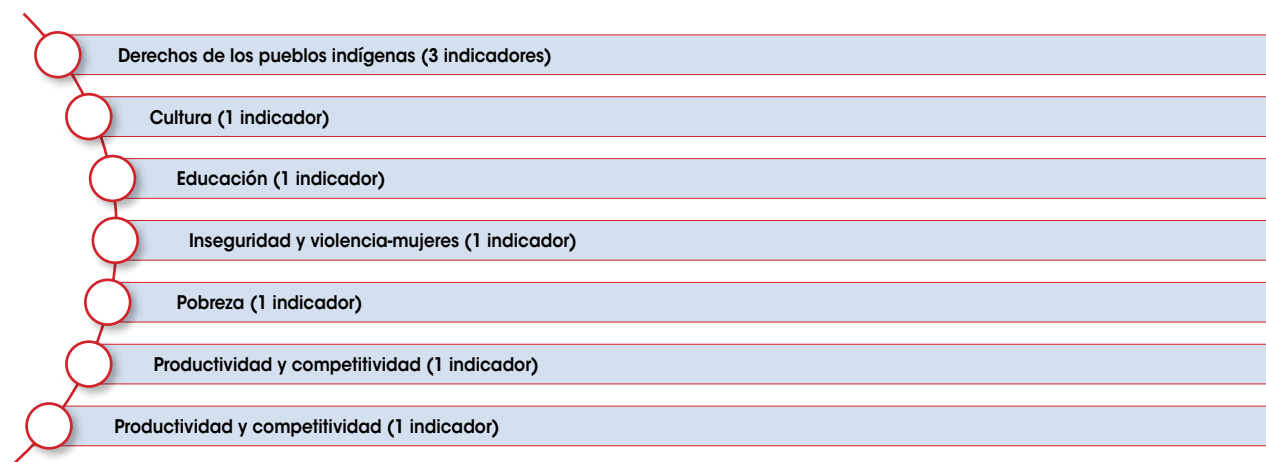 Derechos de los pueblos indígenas (3 indicadores)
Cultura (1 indicador)
Educación (1 indicador)
Inseguridad y violencia-mujeres (1 indicador)
Pobreza (1 indicador)
Productividad y competitividad (1 indicador)
Productividad y competitividad (1 indicador)